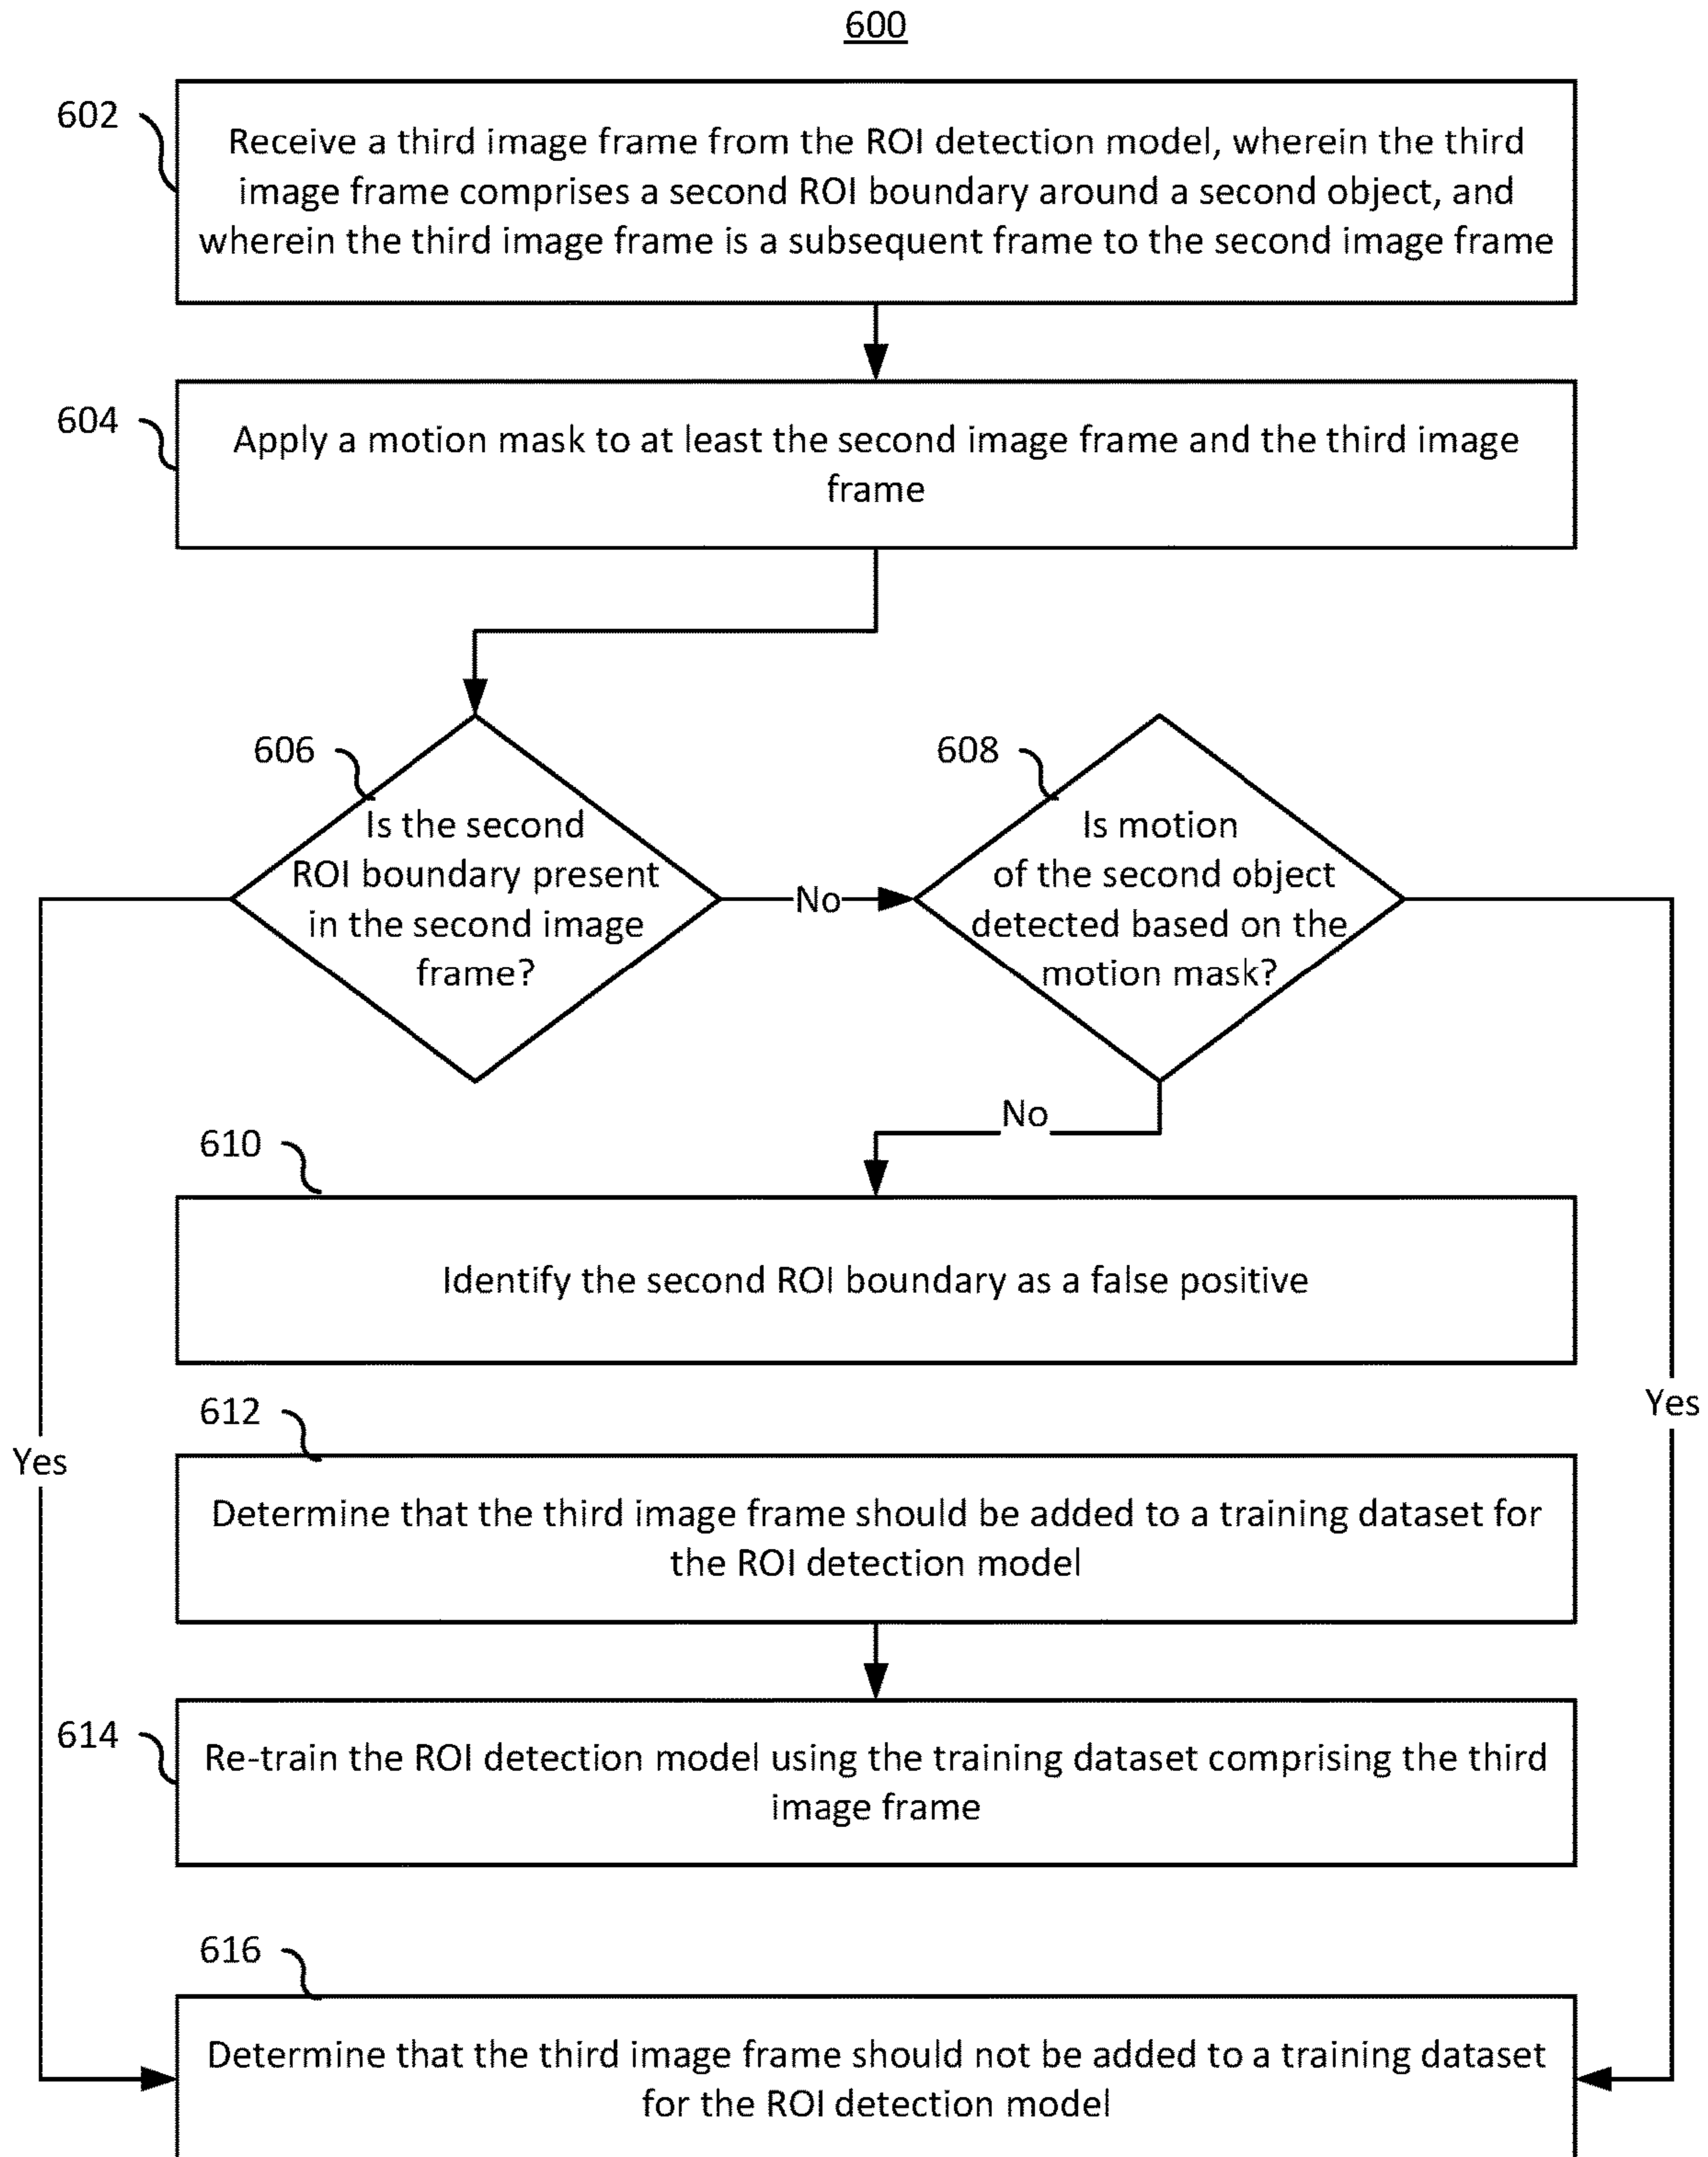 600
602
Receive a third image frame from the ROI detection model, wherein the third
image frame comprises a second ROI boundary around a second object, and
wherein the third image frame is a subsequent frame to the second image frame
604
Apply a motion mask to at least the second image frame and the third image
frame
606
Is the second
ROI boundary present
in the second image
frame?
No
608
Is motion
of the second object
detected based on the
motion mask?
No
610
Identify the second ROI boundary as a false positive
Yes
Yes
612
Determine that the third image frame should be added to a training dataset for
the ROI detection model
614
Re-train the ROI detection model using the training dataset comprising the third
image frame
616
Determine that the third image frame should not be added to a training dataset
for the ROI detection model